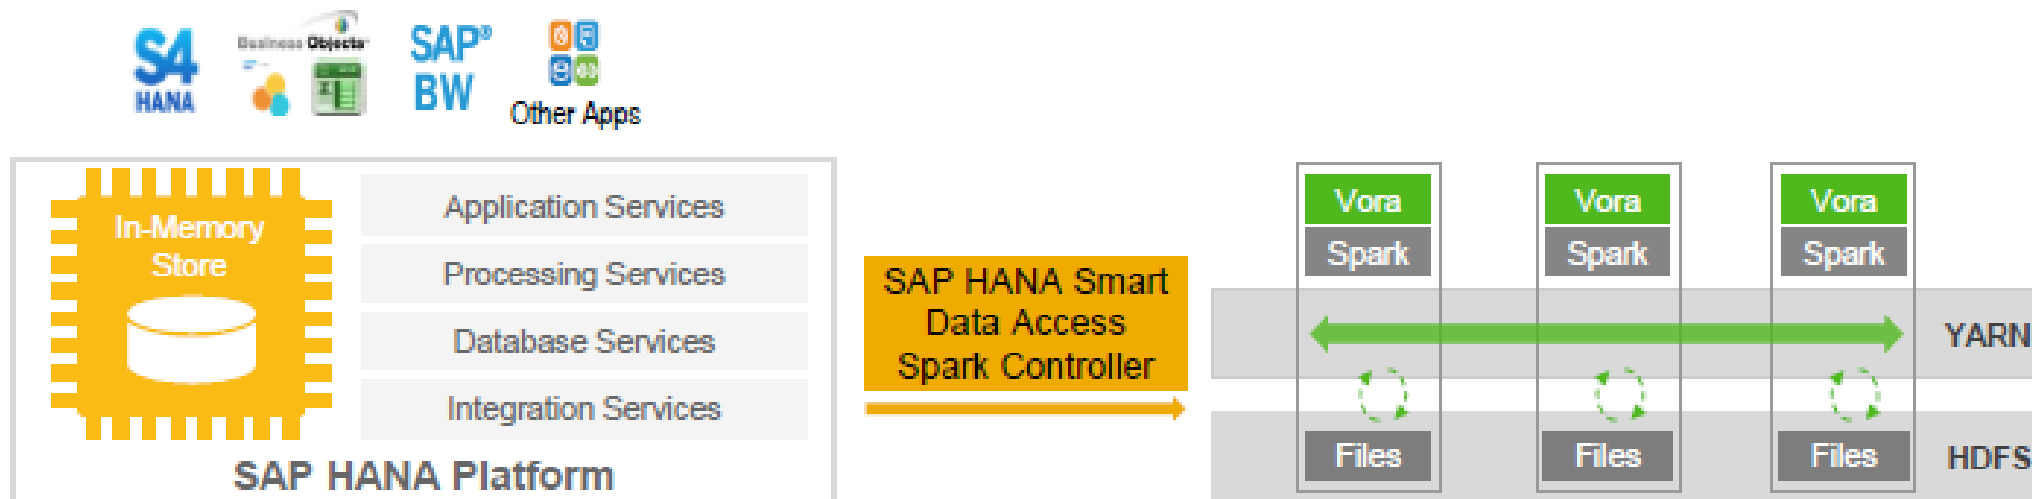 S4
HANA
Business Objects
SAP®
BW
Other Apps
In-Memory
Store
Application Services
Processing Services
Database Services
Integration Services
SAP HANA Platform
SAP HANA Smart
Data Access
Spark Controller
Vora
Spark
Files
Vora
Spark
Files
Vora
Spark
Files
YARN
HDFS